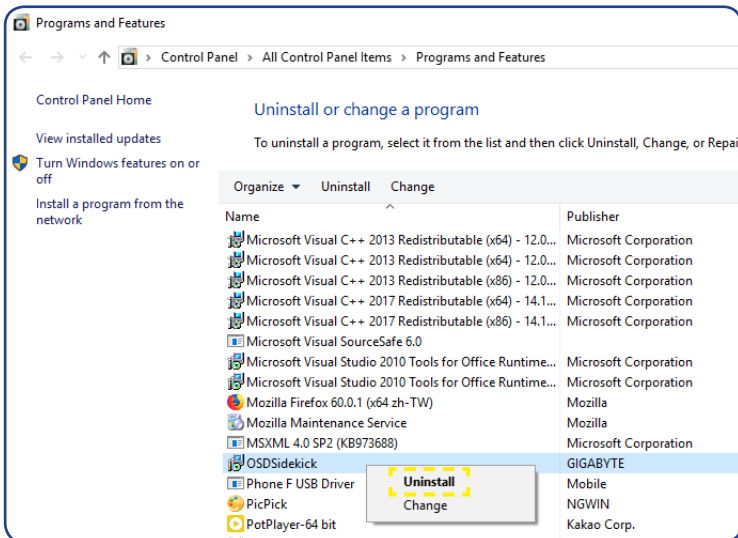 Programs and Features
Control Panel > All Control Panel Items > Programs and Features
Control Panel Home
View installed updates
Turn Windows features on or
off
Install a program from the
network
Uninstall or change a program
To uninstall a program, select it from the list and then click Uninstall, Change, or Repai
Organize Uninstall Change
Name Publisher
Microsoft Visual C++ 2013 Redistributable (x64) - 12.0... Microsoft Corporation
Microsoft Visual C++ 2013 Redistributable (x64) - 12.0... Microsoft Corporation
Microsoft Visual C++ 2013 Redistributable (x86) - 12.0... Microsoft Corporation
Microsoft Visual C++ 2017 Redistributable (x64) - 14.1... Microsoft Corporation
Microsoft Visual C++ 2017 Redistributable (x86) - 14.1... Microsoft Corporation
Microsoft Visual SourceSafe 6.0
Microsoft Visual Studio 2010 Tools for Office Runtime... Microsoft Corporation
Microsoft Visual Studio 2010 Tools for Office Runtime... Microsoft Corporation
Mozilla Firefox 60.0.1 (x64 zh-TW) Mozilla
Mozilla Maintenance Service Mozilla
MSXML 4.0 SP2 (KB973688) Microsoft Corporation
OSDSidekick GIGABYTE
Phone F USB Driver Uninstall Mobile
PicPick Change NGWIN
PotPlayer-64 bit Kakao Corp.